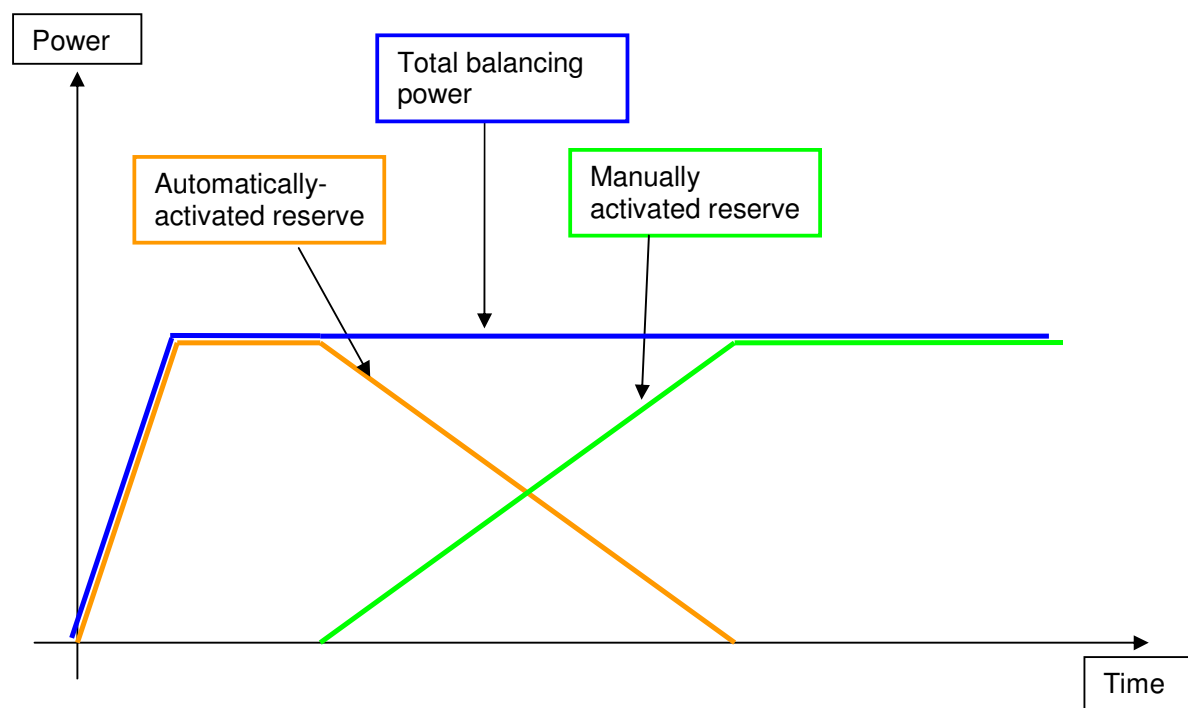 Power
Total balancing
power
Automatically-
activated reserve
Manually
activated reserve
Time